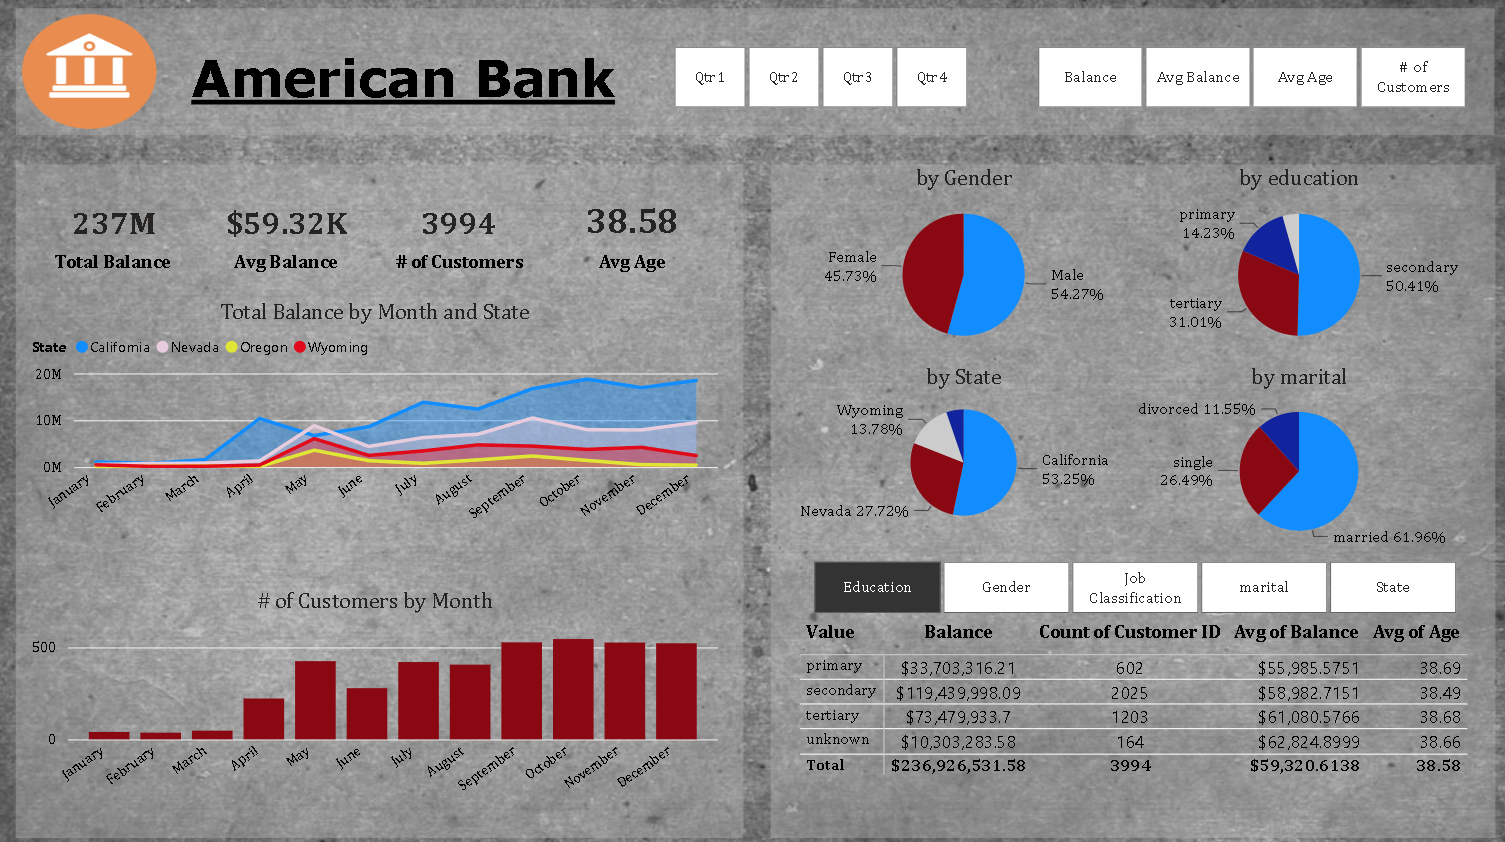 American Bank
Qtr 1
Qtr 2
Qtr 3
Qtr 4
Balance
Avg Balance
Avg Age
# of
Customers
237M
Total Balance
$59.32K
Avg Balance
3994
# of Customers
38.58
Avg Age
Total Balance by Month and State
State California Nevada Oregon Wyoming
20M
10M
0M
January February March April May June July August September October November December
# of Customers by Month
500
0
January February March April May June July August September October November December
by Gender
Female
45.73%
Male
54.27%
by education
primary
14.23%
secondary
50.41%
tertiary
31.01%
by State
Wyoming
13.78%
California
53.25%
Nevada 27.72%
by marital
divorced 11.55%
single
26.49%
married 61.96%
Education
Gender
Job
Classification
marital
State
Value Balance Count of Customer ID Avg of Balance Avg of Age
primary $33,703,316.21 602 $55,985.5751 38.69
secondary $119,439,998.09 2025 $58,982.7151 38.49
tertiary $73,479,933.7 1203 $61,080.5766 38.68
unknown $10,303,283.58 164 $62,824.8999 38.66
Total $236,926,531.58 3994 $59,320.6138 38.58